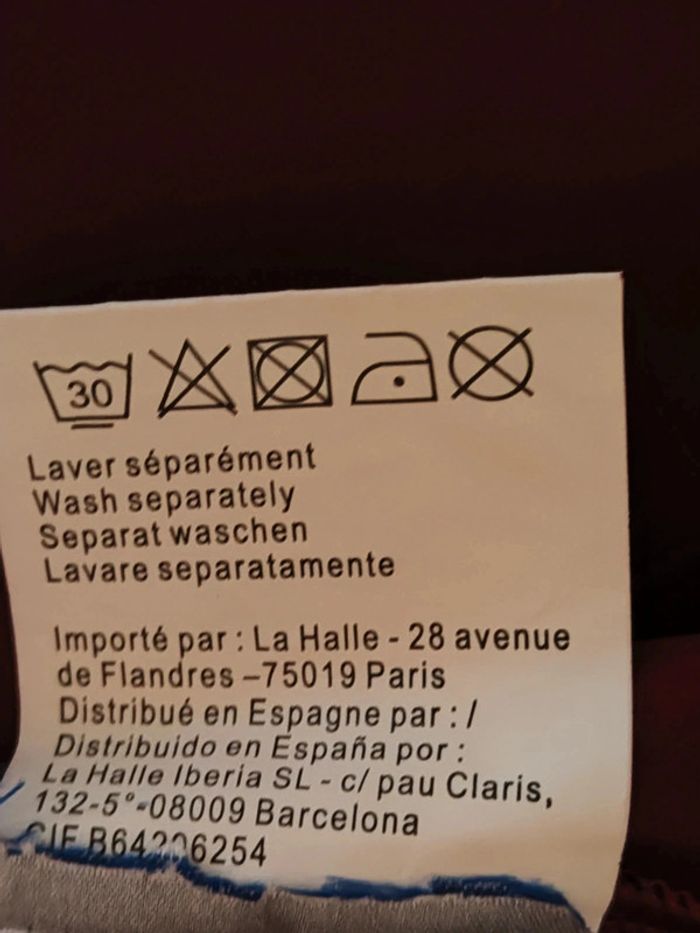 30
Laver séparément
Wash separately
Separat waschen
Lavare separatamente
Importé par : La Halle - 28 avenue
de Flandres –75019 Paris
Distribué en Espagne par : /
Distribuido en España por :
La Halle Iberia SL - c/ pau Claris,
132-5°-08009 Barcelona
CIF